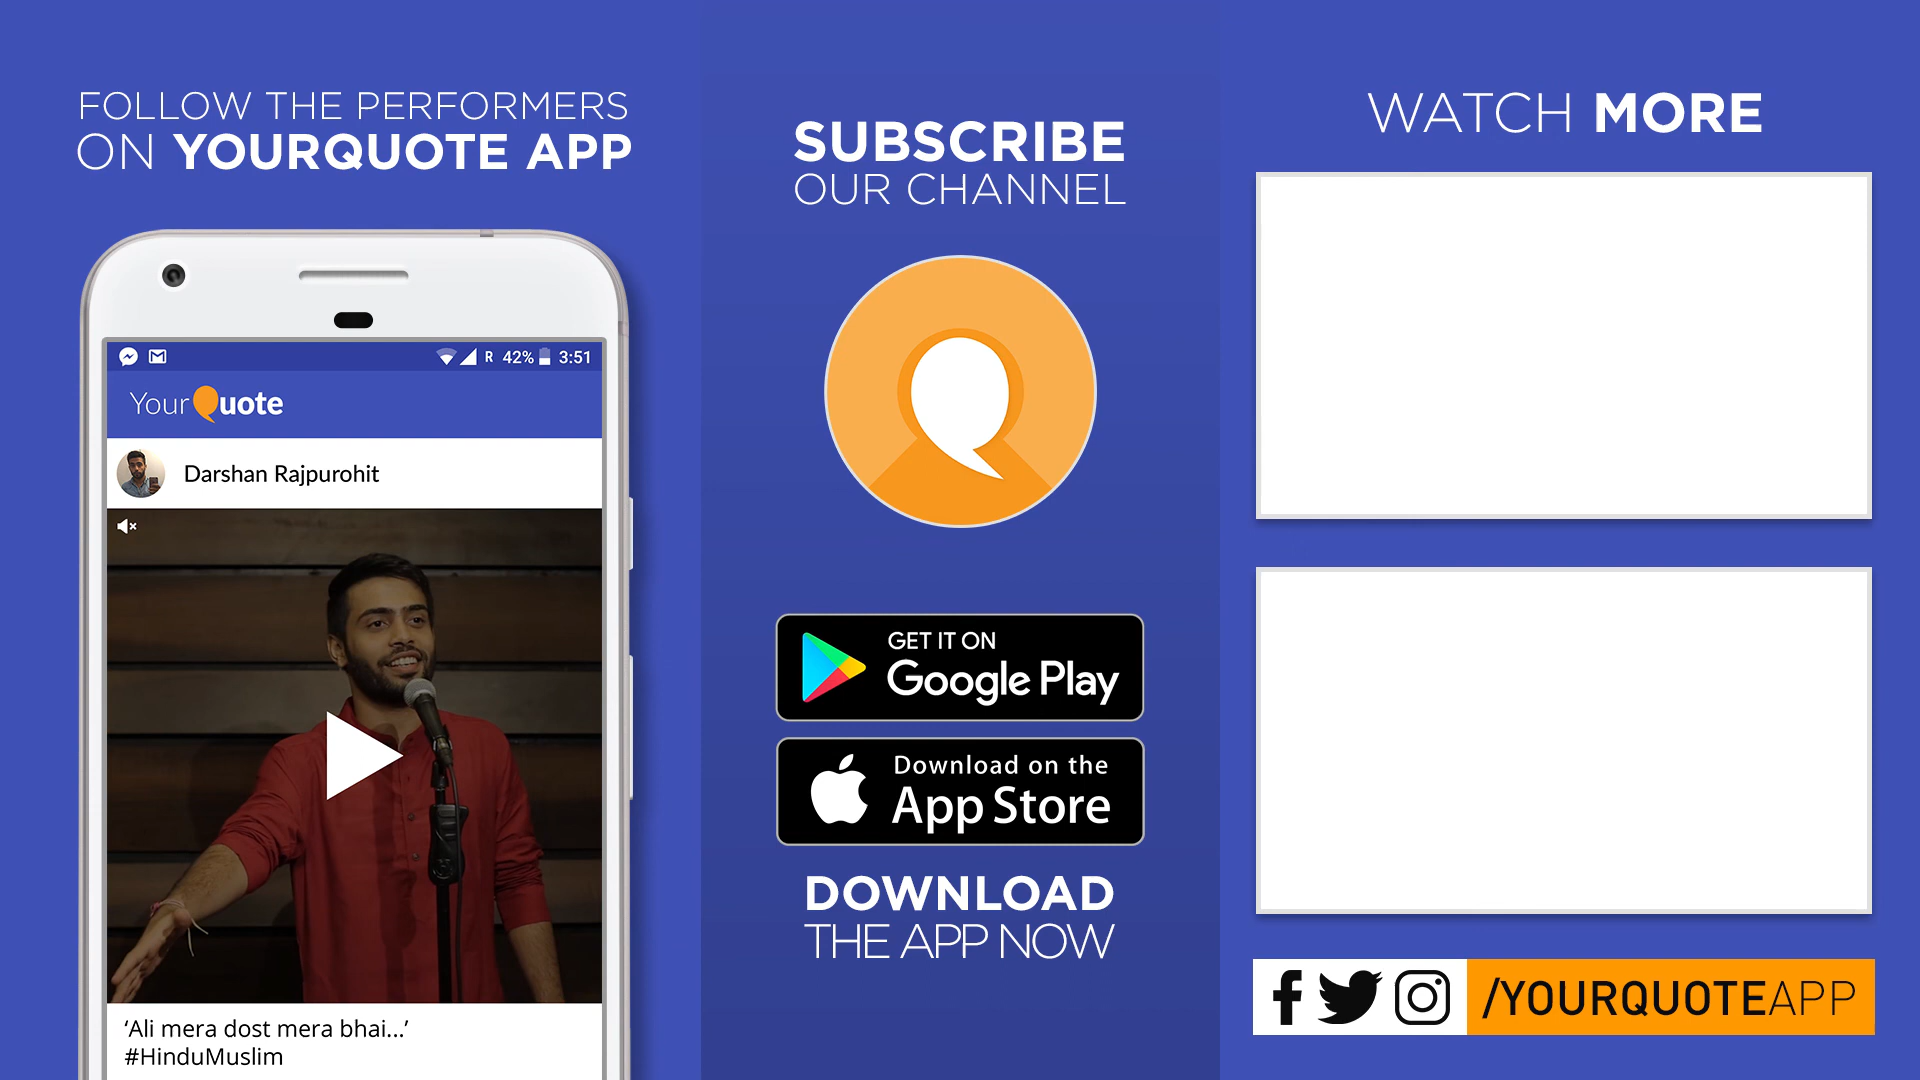 FOLLOW THE PERFORMERS
ON YOURQUOTE APP
R 42% 3:51
YourQuote
Darshan Rajpurohit
‘Ali mera dost mera bhai...’
#HinduMuslim
SUBSCRIBE
OUR CHANNEL
GET IT ON
Google Play
Download on the
App Store
DOWNLOAD
THE APP NOW
WATCH MORE
/YOURQUOTEAPP